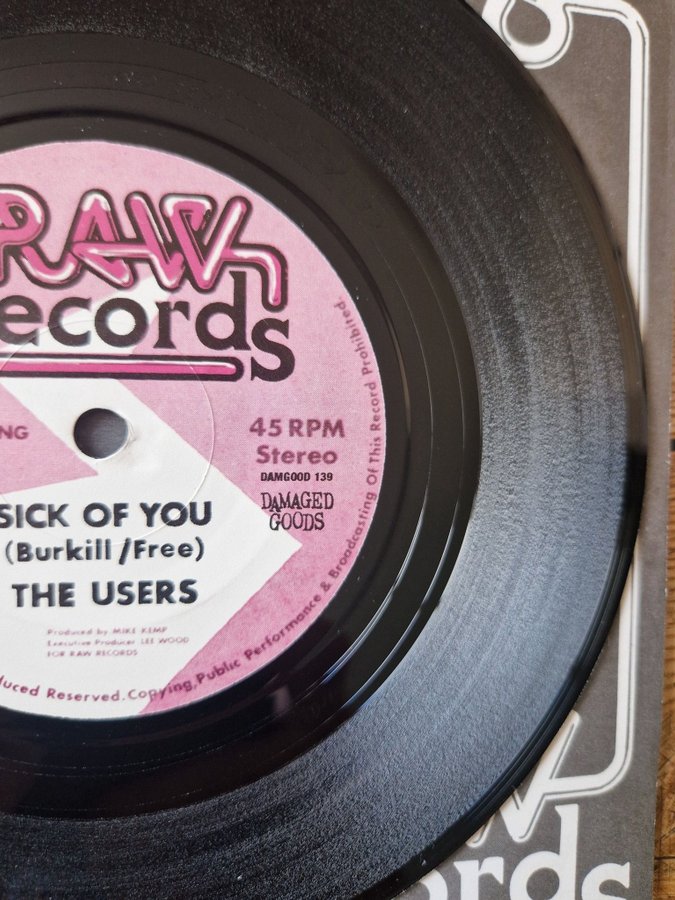 RAW
ecords
NG
45 RPM
Stereo
DAMGOOD 139
DAMAGED
GOODS
SICK OF YOU
(Burkill/Free)
THE USERS
Produced by MIKE KEMP
Executive Producer LEE WOOD
FOR RAW RECORDS
duced Reserved. Copying, Public Performance & Broadcasting Of This Record Prohibited.
ords